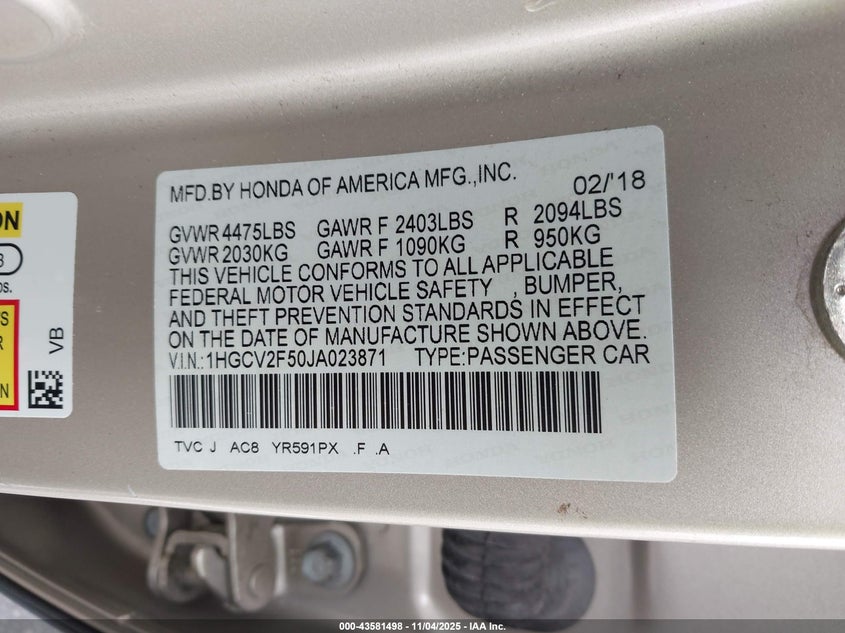 MFD.BY HONDA OF AMERICA MFG.,INC. 02/'18
GVWR 4475LBS GAWR F 2403LBS R 2094LBS
GVWR 2030KG GAWR F 1090KG R 950KG
THIS VEHICLE CONFORMS TO ALL APPLICABLE
FEDERAL MOTOR VEHICLE SAFETY , BUMPER,
AND THEFT PREVENTION STANDARDS IN EFFECT
ON THE DATE OF MANUFACTURE SHOWN ABOVE.
V.I.N.:1HGCV2F50JA023871 TYPE:PASSENGER CAR
TVC J AC8 YR591PX .F .A
VB
000-43581498 - 11/04/2025 - IAA Inc.